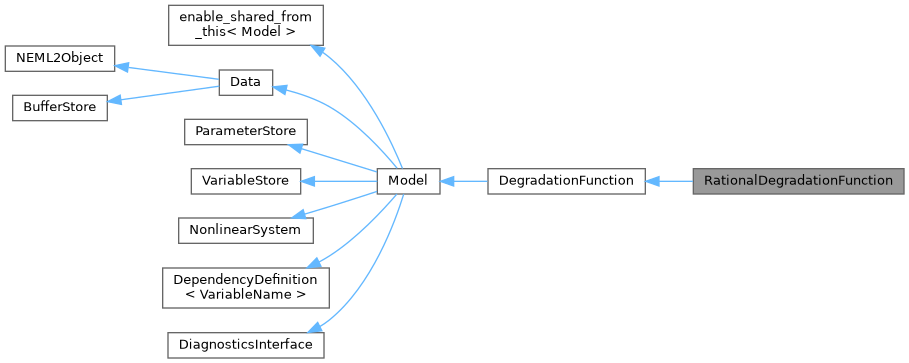 enable_shared_from
_this< Model >
NEML2Object
Data
BufferStore
ParameterStore
VariableStore
Model
DegradationFunction
RationalDegradationFunction
NonlinearSystem
DependencyDefinition
< VariableName >
DiagnosticsInterface